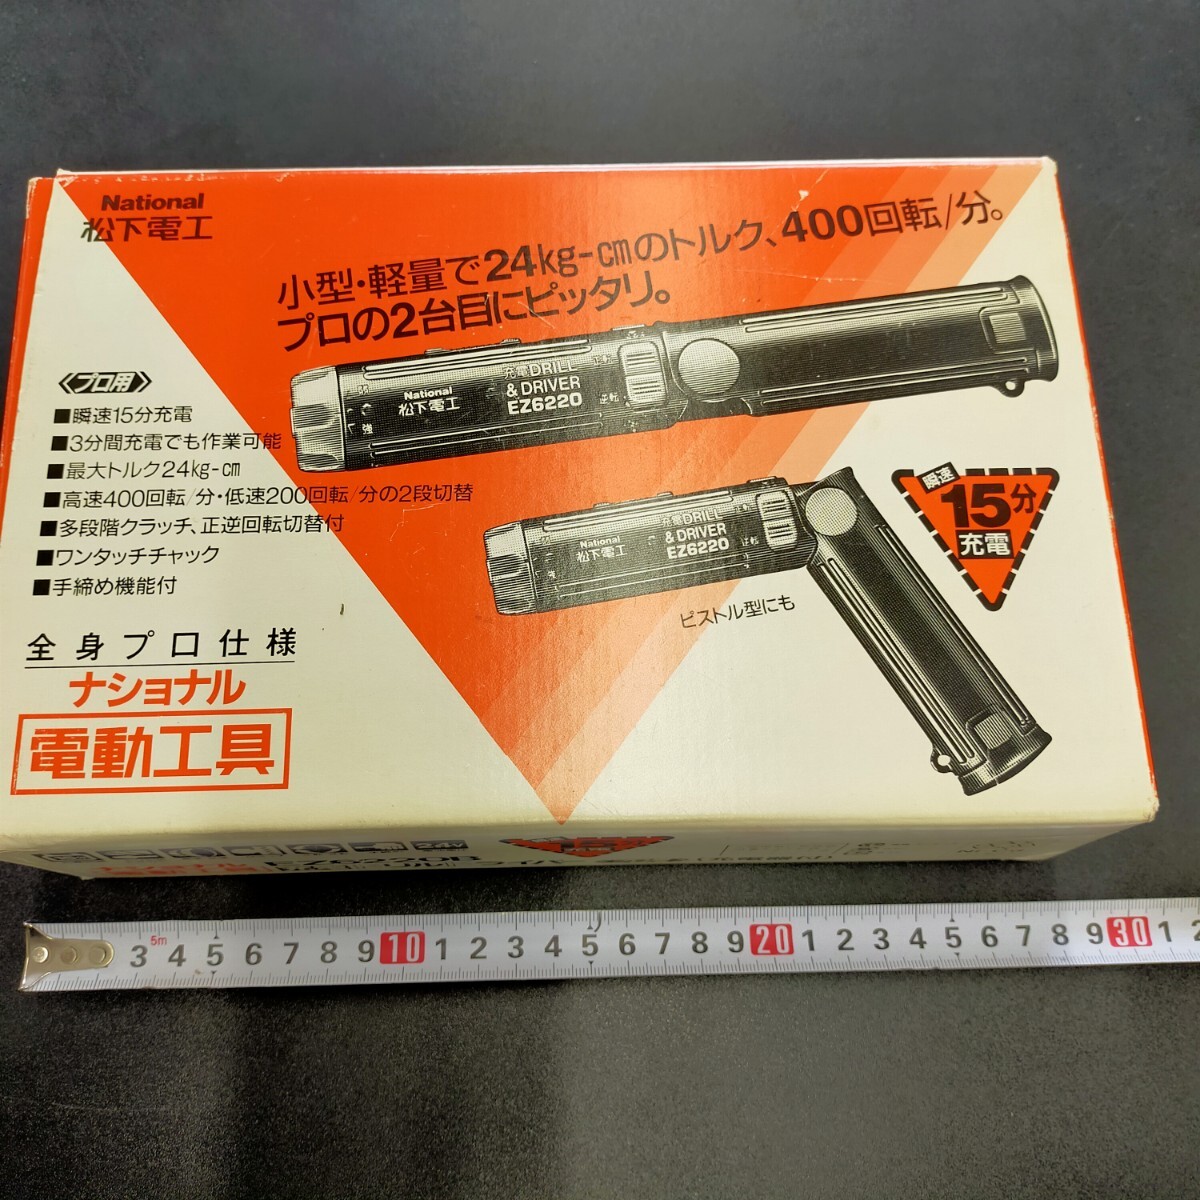 National
松下電工
小型・軽量で24kg-cmのトルク、400回転/分。
プロの2台目にピッタリ。
〈プロ用〉
■瞬速15分充電
■3分間充電でも作業可能
■最大トルク24kg-cm
■高速400回転/分・低速200回転/分の2段切替
■多段階クラッチ、正逆回転切替付
■ワンタッチチャック
■手締め機能付
全身プロ仕様
ナショナル
電動工具
強
National
松下電工
充電DRILL
& DRIVER
EZ6220
正転
逆転
National
松下電工
充電DRILL
& DRIVER
EZ6220
正転
逆転
ピストル型にも
瞬速
15分
充電
2.4V
EZ6220B
3 5m 4 5 6 7 8 9 10 1 2 3 4 5 6 7 8 9 20 1 2 3 4 5 6 7 8 9 30 1 2